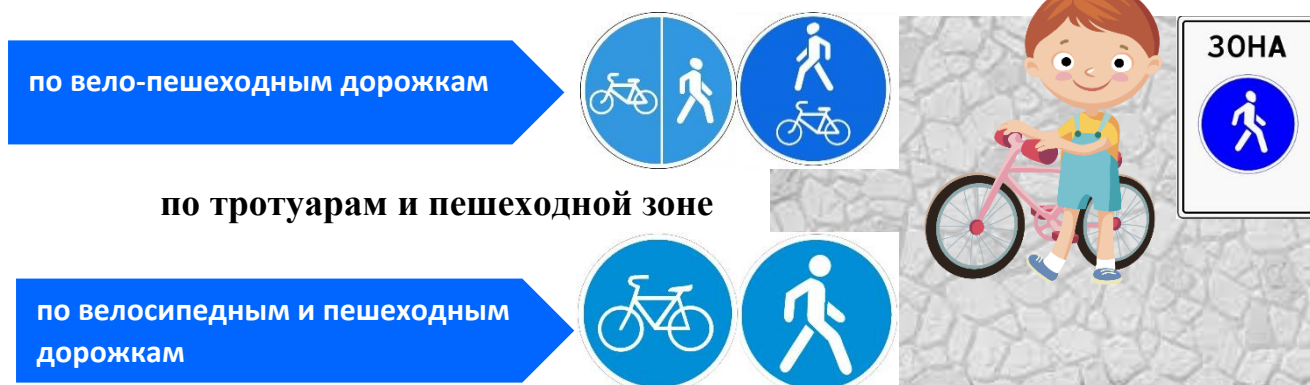 по вело-пешеходным дорожкам
ЗОНА
по тротуарам и пешеходной зоне
по велосипедным и пешеходным
дорожкам